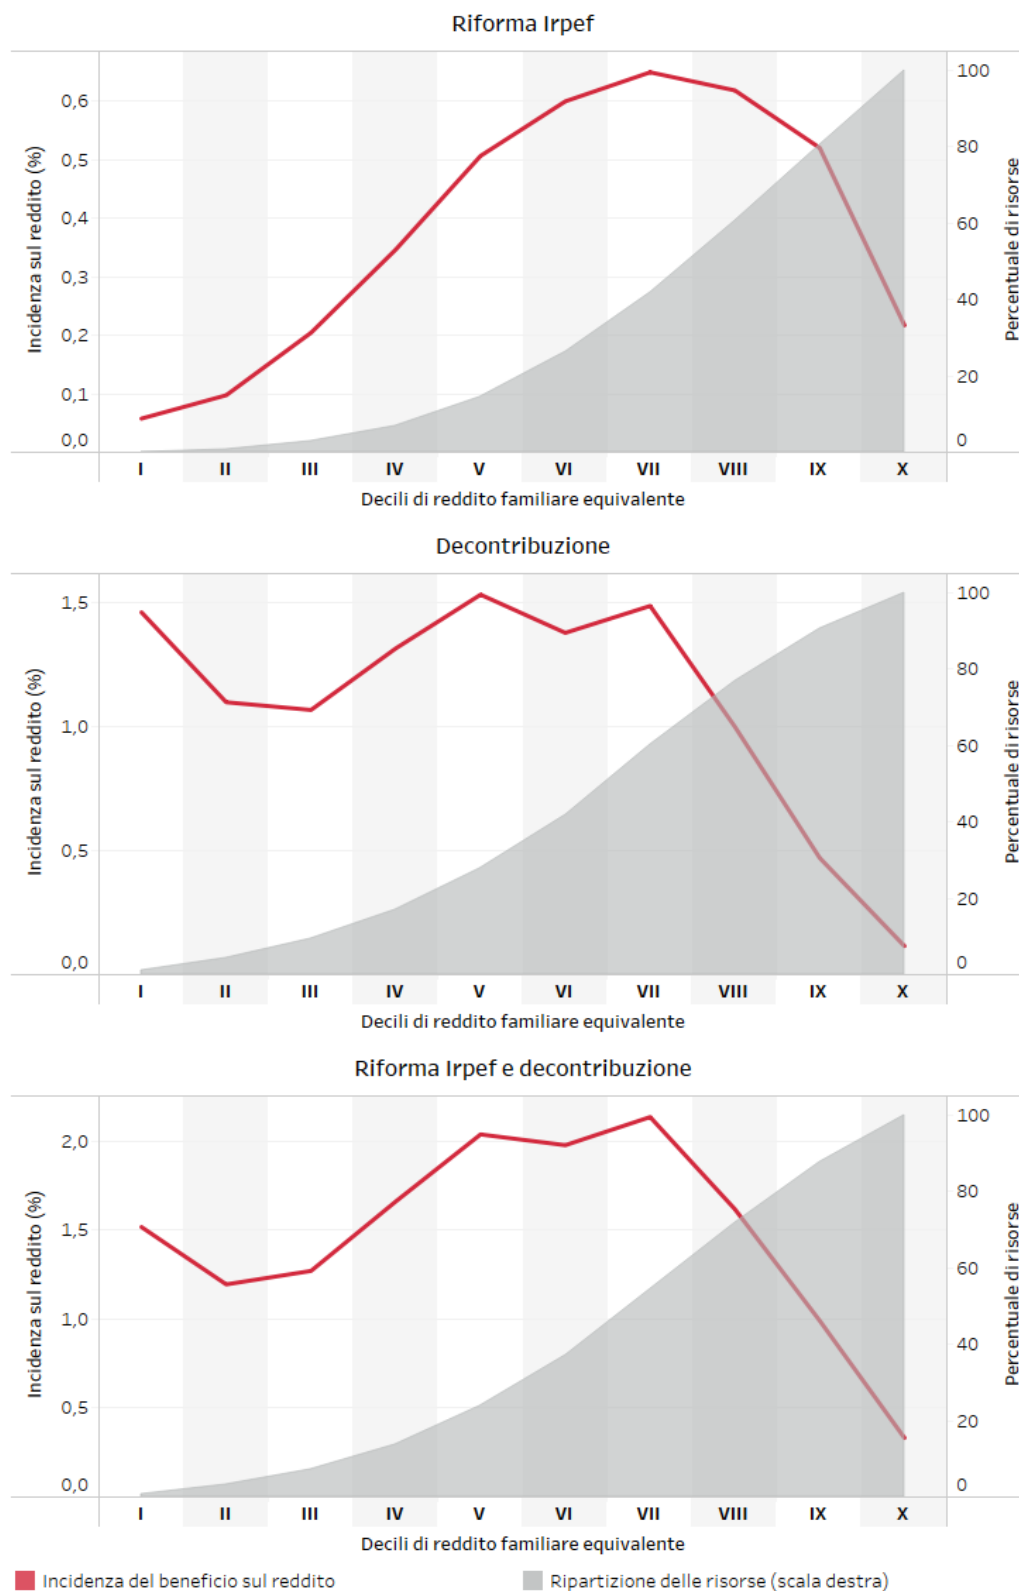 Riforma Irpef
Incidenza sul reddito (%)
0,6
0,5
0,4
0,3
0,2
0,1
0,0
100
80
60
40
20
0
Percentuale di risorse
I II III IV V VI VII VIII IX X
Decili di reddito familiare equivalente
Decontribuzione
Incidenza sul reddito (%)
1,5
1,0
0,5
0,0
100
80
60
40
20
0
Percentuale di risorse
I II III IV V VI VII VIII IX X
Decili di reddito familiare equivalente
Riforma Irpef e decontribuzione
Incidenza sul reddito (%)
2,0
1,5
1,0
0,5
0,0
100
80
60
40
20
0
Percentuale di risorse
I II III IV V VI VII VIII IX X
Decili di reddito familiare equivalente
Incidenza del beneficio sul reddito
Ripartizione delle risorse (scala destra)